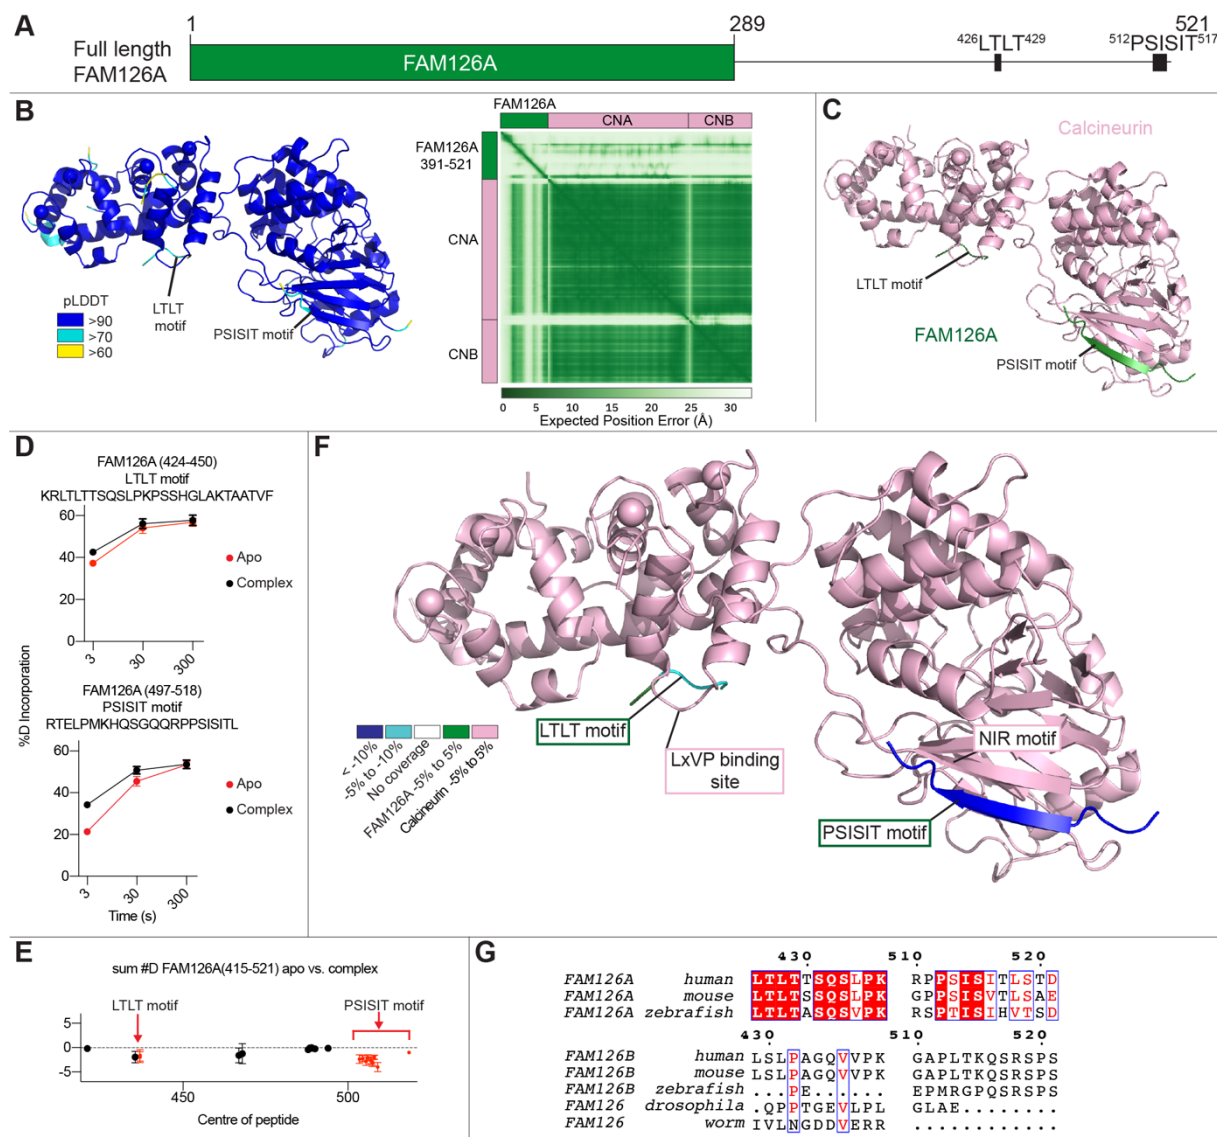 A
1
289
521
Full length
FAM126A
FAM126A
426LTLT429
512PSISIT517
B
pLDDT
>90
>70
>60
LTLT
motif
PSISIT motif
FAM126A
CNA
CNB
FAM126A
391-521
CNA
CNB
0 5 10 15 20 25 30
Expected Position Error (Å)
C
Calcineurin
LTLT motif
FAM126A
PSISIT motif
D
FAM126A (424-450)
LTLT motif
KRLTLTTSQSLPKPSSHGLAKTAATVF
60
40
20
0
3 30 300
Apo
Complex
%D Incorporation
FAM126A (497-518)
PSISIT motif
RTELPMKHQSGQQRPPSISITL
60
40
20
0
3 30 300
Time (s)
Apo
Complex
E
sum #D FAM126A(415-521) apo vs. complex
LTLT motif
PSISIT motif
5
0
-5
450 500
Centre of peptide
F
< -10%
-5% to -10%
No coverage
FAM126A -5% to 5%
Calcineurin -5% to 5%
LTLT motif
LxVP binding
site
NIR motif
PSISIT motif
G
430 510 520
FAM126A human LTLTTSQSLPK RPPSISITLSTD
FAM126A mouse LTLTSSQSLPK GPPSISVTLSAE
FAM126A zebrafish LTLTASQSVPK RSPTISIHVTSD
430 510 520
FAM126B human LSLPAGQVVPK GAPLTKQSRSPS
FAM126B mouse LSLPAGQVVPK GAPLTKQSRSPS
FAM126B zebrafish ...PE...... EPMRGPQSRSPS
FAM126 drosophila .QPPTGEVLPL GLAE........
FAM126 worm IVLNGDDVERR ............